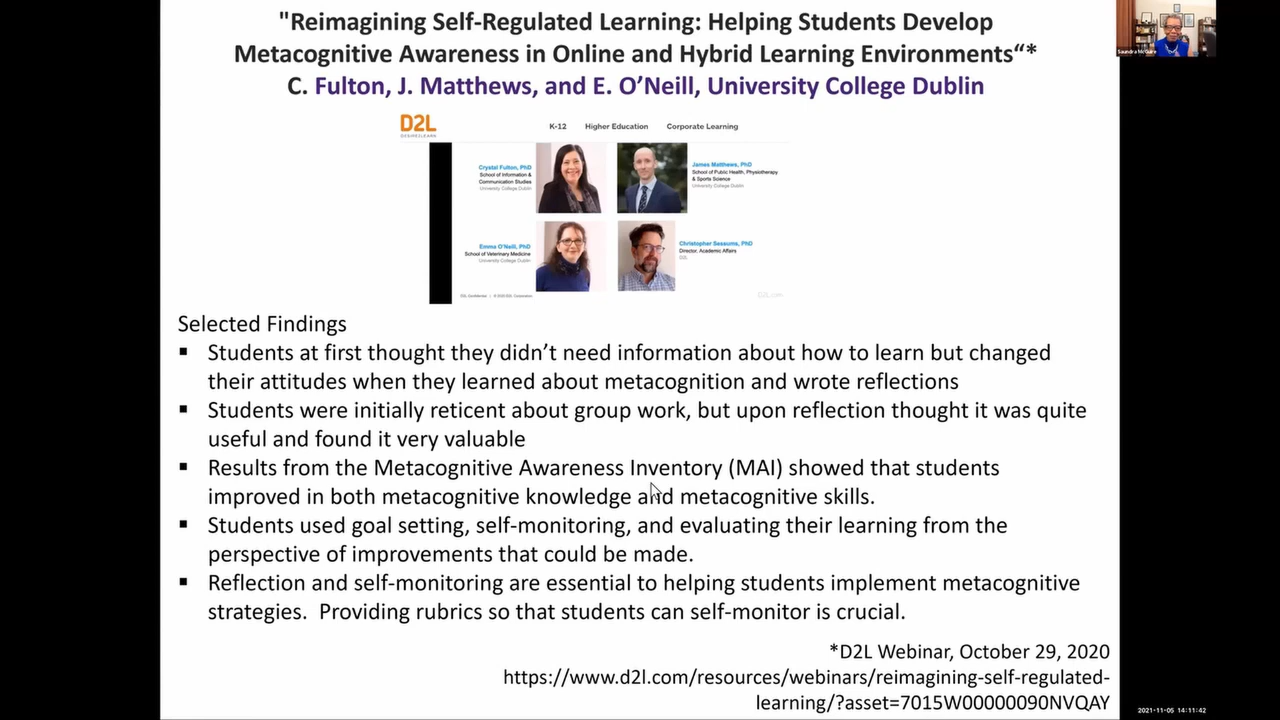 "Reimagining Self-Regulated Learning: Helping Students Develop
Metacognitive Awareness in Online and Hybrid Learning Environments“*
C. Fulton, J. Matthews, and E. O’Neill, University College Dublin
Saundra McGuire
D2L
DESIRE2LEARN
K-12 Higher Education Corporate Learning
Crystal Fulton, PhD
School of Information &
Communication Studies
University College Dublin
James Matthews, PhD
School of Public Health, Physiotherapy
& Sports Science
University College Dublin
Emma O'Neill, PhD
School of Veterinary Medicine
University College Dublin
Christopher Sessums, PhD
Director, Academic Affairs
D2L
D2L Confidential | © 2020 D2L Corporation
D2L.com
Selected Findings
▪ Students at first thought they didn’t need information about how to learn but changed
their attitudes when they learned about metacognition and wrote reflections
▪ Students were initially reticent about group work, but upon reflection thought it was quite
useful and found it very valuable
▪ Results from the Metacognitive Awareness Inventory (MAI) showed that students
improved in both metacognitive knowledge and metacognitive skills.
▪ Students used goal setting, self-monitoring, and evaluating their learning from the
perspective of improvements that could be made.
▪ Reflection and self-monitoring are essential to helping students implement metacognitive
strategies. Providing rubrics so that students can self-monitor is crucial.
*D2L Webinar, October 29, 2020
https://www.d2l.com/resources/webinars/reimagining-self-regulated-
learning/?asset=7015W00000090NVQAY
2021-11-05 14:11:42